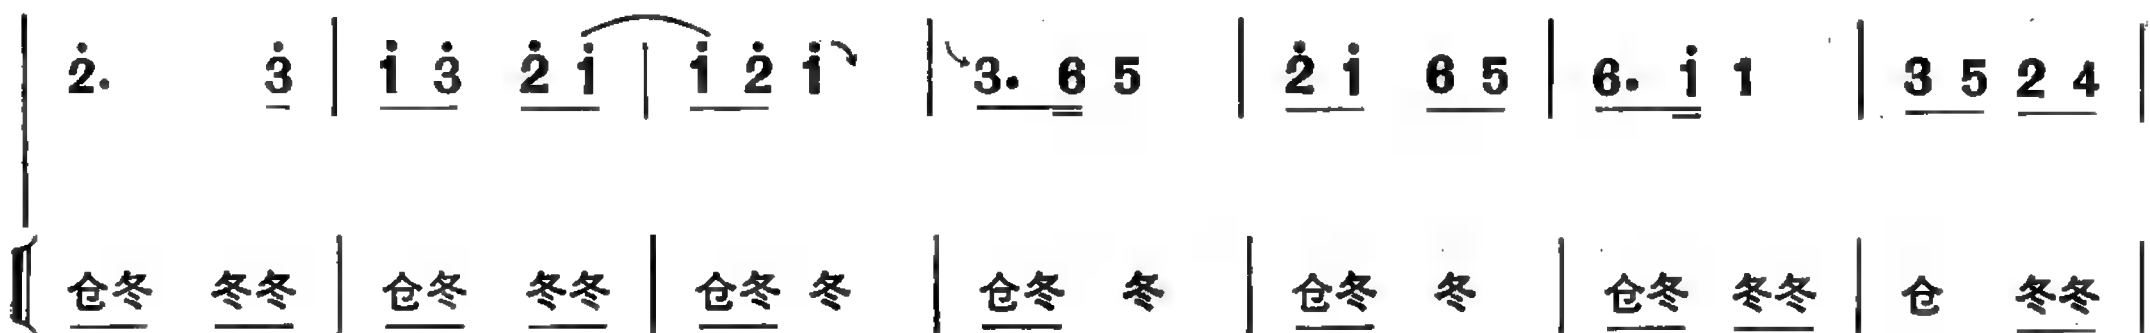 2̇. 3̇ | 1̇ 3̇ 2̇ 1̇ | 1̇ 2̇ 1̇ | 3. 6 5 | 2̇ 1̇ 6 5 | 6. 1̇ 1 | 3 5 2 4 |
仓冬 冬冬 | 仓冬 冬冬 | 仓冬 冬 | 仓冬 冬 | 仓冬 冬 | 仓冬 冬冬 | 仓 冬冬 |